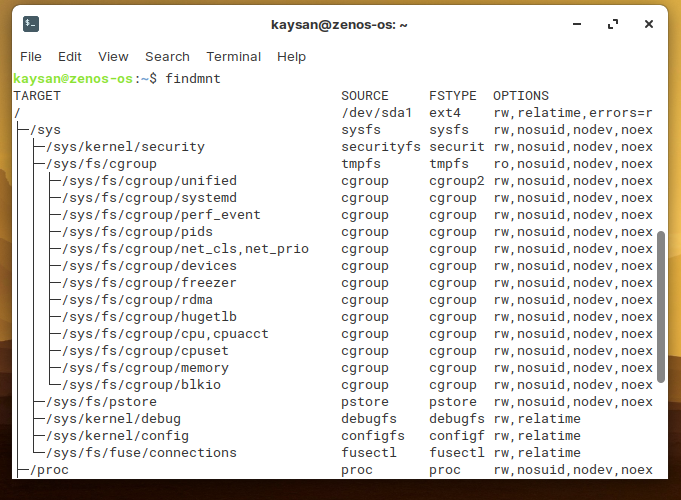 kaysan@zenos-os: ~
File Edit View Search Terminal Help
kaysan@zenos-os:~$ findmnt
TARGET SOURCE FSTYPE OPTIONS
/ /dev/sda1 ext4 rw,relatime,errors=r
├─/sys sysfs sysfs rw,nosuid,nodev,noex
│ ├─/sys/kernel/security securityfs securit rw,nosuid,nodev,noex
│ ├─/sys/fs/cgroup tmpfs tmpfs ro,nosuid,nodev,noex
│ │ ├─/sys/fs/cgroup/unified cgroup cgroup2 rw,nosuid,nodev,noex
│ │ ├─/sys/fs/cgroup/systemd cgroup cgroup rw,nosuid,nodev,noex
│ │ ├─/sys/fs/cgroup/perf_event cgroup cgroup rw,nosuid,nodev,noex
│ │ ├─/sys/fs/cgroup/pids cgroup cgroup rw,nosuid,nodev,noex
│ │ ├─/sys/fs/cgroup/net_cls,net_prio cgroup cgroup rw,nosuid,nodev,noex
│ │ ├─/sys/fs/cgroup/devices cgroup cgroup rw,nosuid,nodev,noex
│ │ ├─/sys/fs/cgroup/freezer cgroup cgroup rw,nosuid,nodev,noex
│ │ ├─/sys/fs/cgroup/rdma cgroup cgroup rw,nosuid,nodev,noex
│ │ ├─/sys/fs/cgroup/hugetlb cgroup cgroup rw,nosuid,nodev,noex
│ │ ├─/sys/fs/cgroup/cpu,cpuacct cgroup cgroup rw,nosuid,nodev,noex
│ │ ├─/sys/fs/cgroup/cpuset cgroup cgroup rw,nosuid,nodev,noex
│ │ ├─/sys/fs/cgroup/memory cgroup cgroup rw,nosuid,nodev,noex
│ │ └─/sys/fs/cgroup/blkio cgroup cgroup rw,nosuid,nodev,noex
│ ├─/sys/fs/pstore pstore pstore rw,nosuid,nodev,noex
│ ├─/sys/kernel/debug debugfs debugfs rw,relatime
│ ├─/sys/kernel/config configfs configf rw,relatime
│ └─/sys/fs/fuse/connections fusectl fusectl rw,relatime
├─/proc proc proc rw,nosuid,nodev,noex